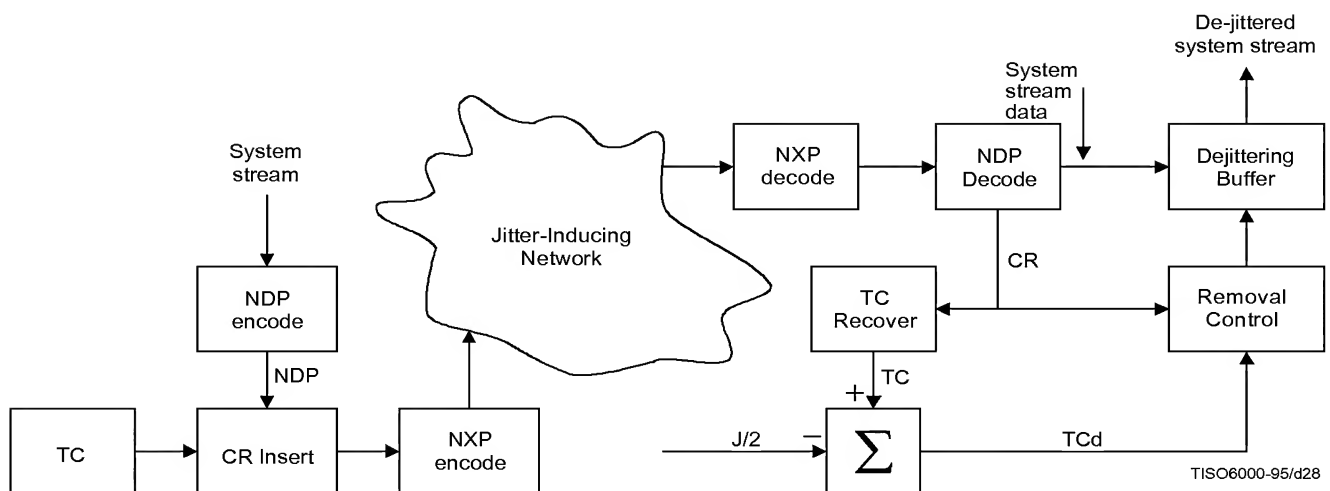 De-jittered
system stream
System
stream
data
System
stream
NXP
decode
NDP
Decode
Dejittering
Buffer
Jitter-Inducing
Network
CR
NDP
encode
TC
Recover
Removal
Control
NDP
TC
+
TC
CR Insert
NXP
encode
J/2
–
Σ
TCd
TISO6000-95/d28